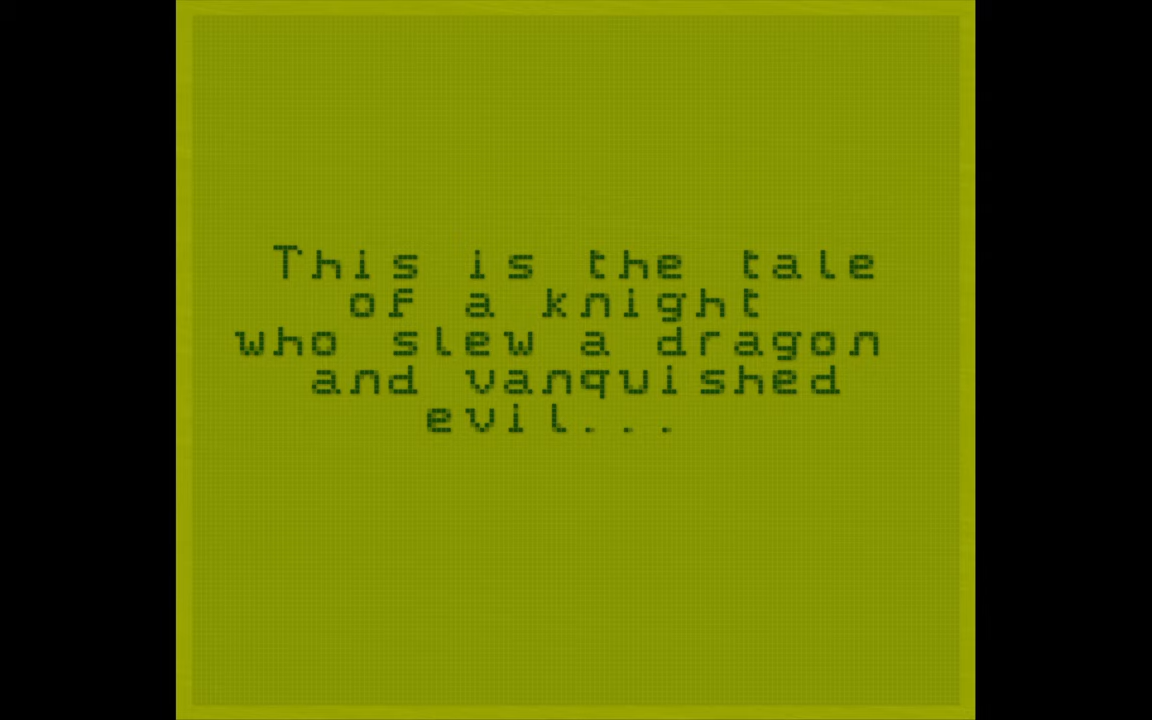 This is the tale
of a knight
who slew a dragon
and vanquished
evil...